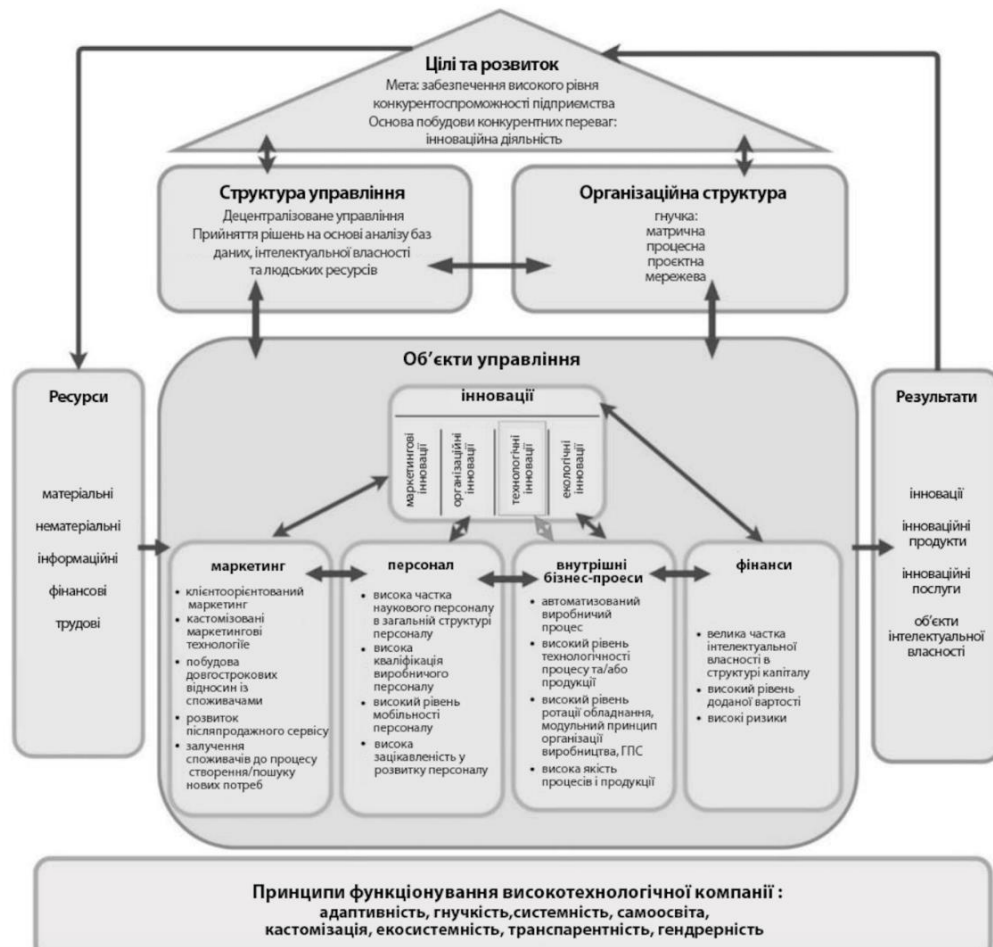 Цілі та розвиток
Мета: забезпечення високого рівня
конкурентоспроможності підприємства
Основа побудови конкурентних переваг:
інноваційна діяльність
Структура управління
Децентралізоване управління
Прийняття рішень на основі аналізу баз
даних, інтелектуальної власності
та людських ресурсів
Організаційна структура
гнучка:
матрична
процесна
проєктна
мережева
Ресурси
матеріальні
нематеріальні
інформаційні
фінансові
трудові
Об’єкти управління
інновації
маркетингові
інновації
організаційні
інновації
технологічні
інновації
екологічні
інновації
маркетинг
• клієнтоорієнтований
маркетинг
• кастомізовані
маркетингові
технологіїе
• побудова
довгострокових
відносин із
споживачами
• розвиток
післяпродажного сервісу
• залучення
споживачів до процесу
створення/пошуку
нових потреб
персонал
• висока частка
наукового персоналу
в загальній структурі
персоналу
• висока
кваліфікація
виробничого персоналу
• високий рівень
мобільності
персоналу
• висока
зацікавленість у
розвитку персоналу
внутрішні
бізнес-проеси
• автоматизований
виробничий
процес
• високий рівень
технологічності
процесу та/або
продукції
• високий рівень
ротації обладнання,
модульний принцип
організації
виробництва, ГПС
• висока якість
процесів і продукції
фінанси
• велика частка
інтелектуальної
власності в
структурі капіталу
• високий рівень
доданої вартості
• високі ризики
Результати
інновації
інноваційні
продукти
інноваційні
послуги
об’єкти
інтелектуальної
власності
Принципи функціонування високотехнологічної компанії :
адаптивність, гнучкість,системність, самоосвіта,
кастомізація, екосистемність, транспарентність, гендрерність